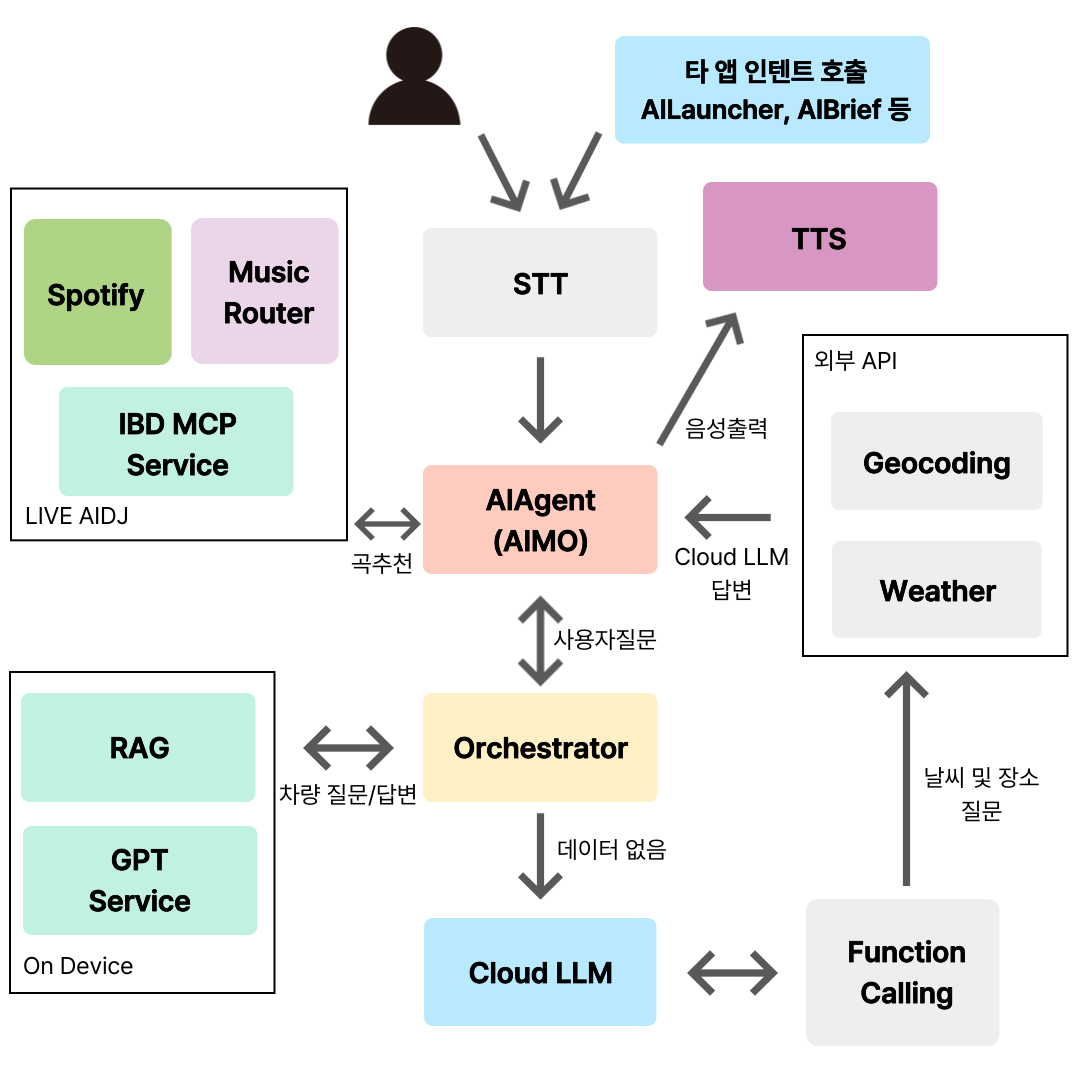 타 앱 인텐트 호출
AILauncher, AIBrief 등
TTS
STT
Spotify
Music
Router
IBD MCP
Service
LIVE AIDJ
음성출력
외부 API
Geocoding
Weather
AIAgent
(AIMO)
곡추천
Cloud LLM
답변
사용자질문
RAG
GPT
Service
On Device
차량 질문/답변
Orchestrator
데이터 없음
날씨 및 장소
질문
Cloud LLM
Function
Calling